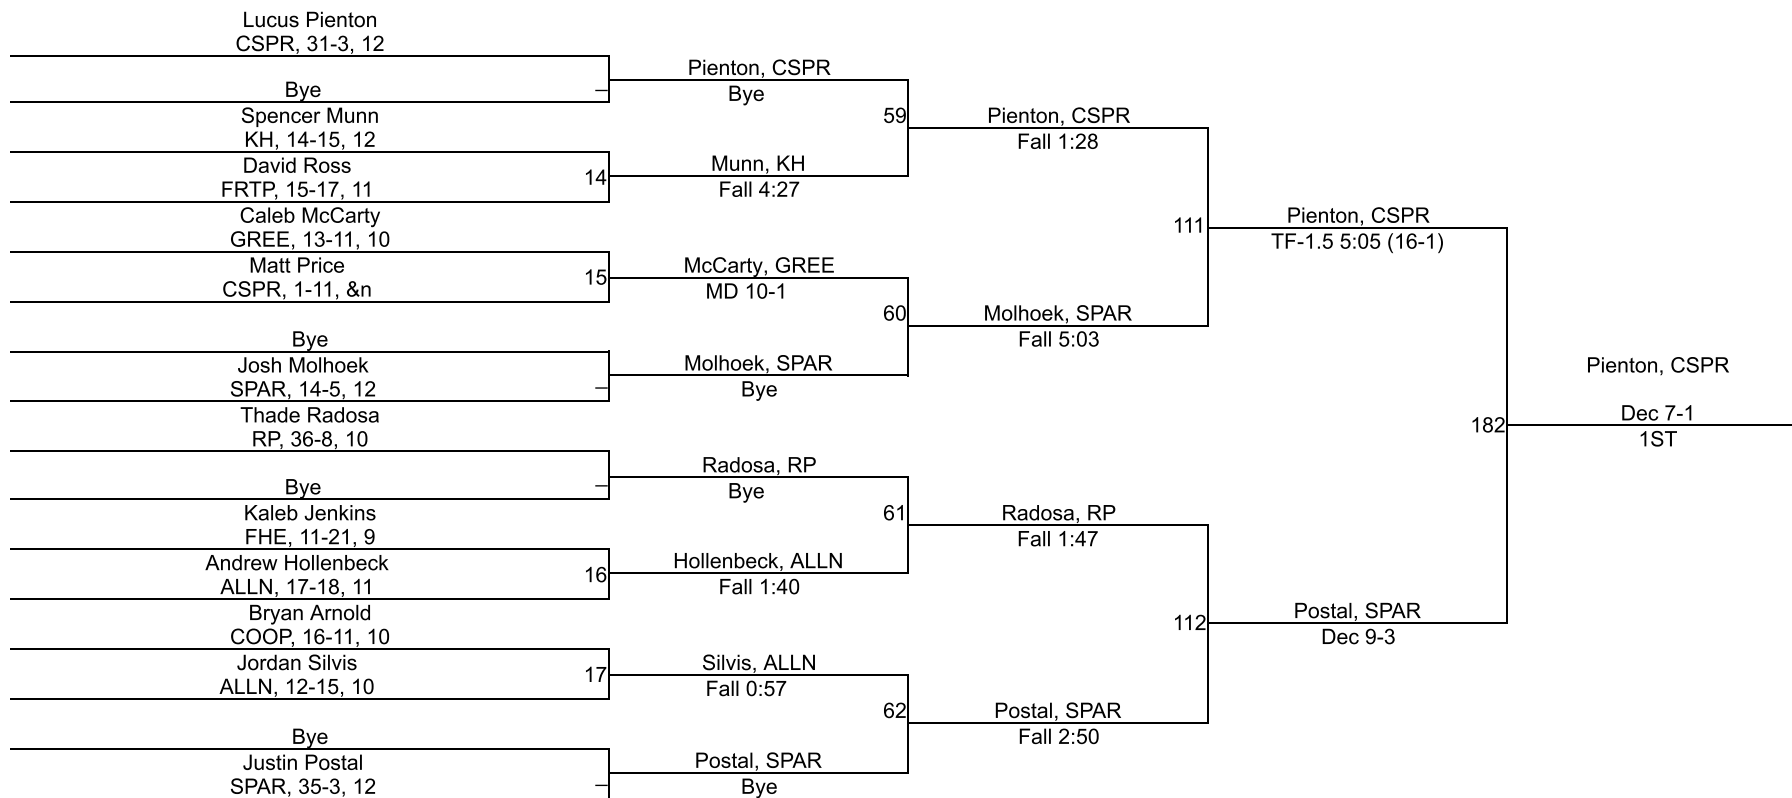 Lucus Pienton
CSPR, 31-3, 12
Bye
–
Spencer Munn
KH, 14-15, 12
David Ross
FRTP, 15-17, 11
14
Caleb McCarty
GREE, 13-11, 10
Matt Price
CSPR, 1-11, &n
15
Bye
Josh Molhoek
SPAR, 14-5, 12
–
Thade Radosa
RP, 36-8, 10
Bye
–
Kaleb Jenkins
FHE, 11-21, 9
Andrew Hollenbeck
ALLN, 17-18, 11
16
Bryan Arnold
COOP, 16-11, 10
Jordan Silvis
ALLN, 12-15, 10
17
Bye
Justin Postal
SPAR, 35-3, 12
–
Pienton, CSPR
Bye
59
Munn, KH
Fall 4:27
McCarty, GREE
MD 10-1
60
Molhoek, SPAR
Bye
Radosa, RP
Bye
61
Hollenbeck, ALLN
Fall 1:40
Silvis, ALLN
Fall 0:57
62
Postal, SPAR
Bye
Pienton, CSPR
Fall 1:28
111
Molhoek, SPAR
Fall 5:03
Radosa, RP
Fall 1:47
112
Postal, SPAR
Fall 2:50
Pienton, CSPR
TF-1.5 5:05 (16-1)
182
Postal, SPAR
Dec 9-3
Pienton, CSPR
Dec 7-1
1ST